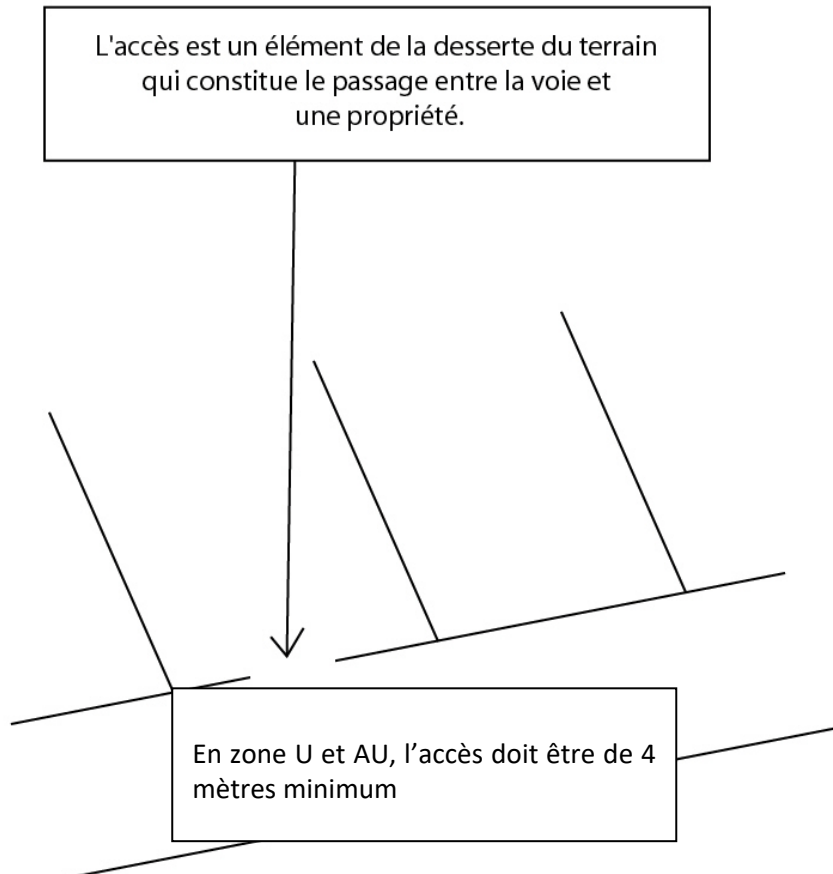 L'accès est un élément de la desserte du terrain
qui constitue le passage entre la voie et
une propriété.
En zone U et AU, l’accès doit être de 4
mètres minimum